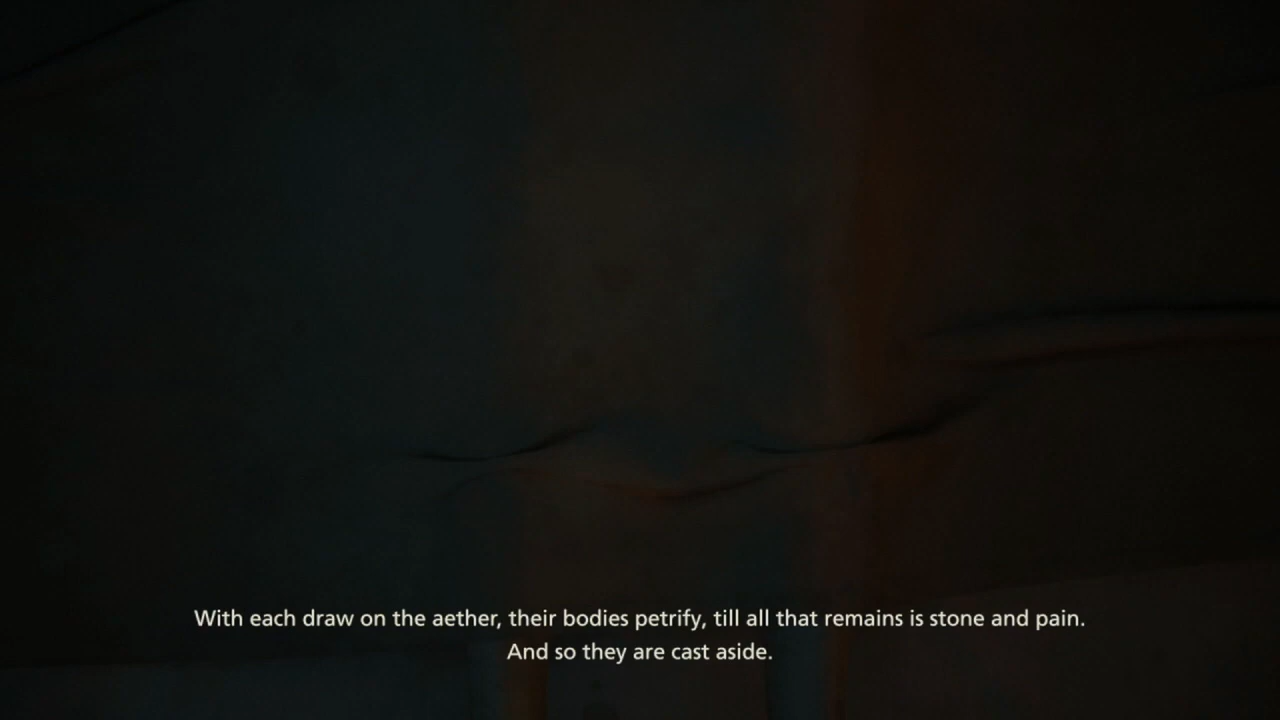 With each draw on the aether, their bodies petrify, till all that remains is stone and pain.
And so they are cast aside.